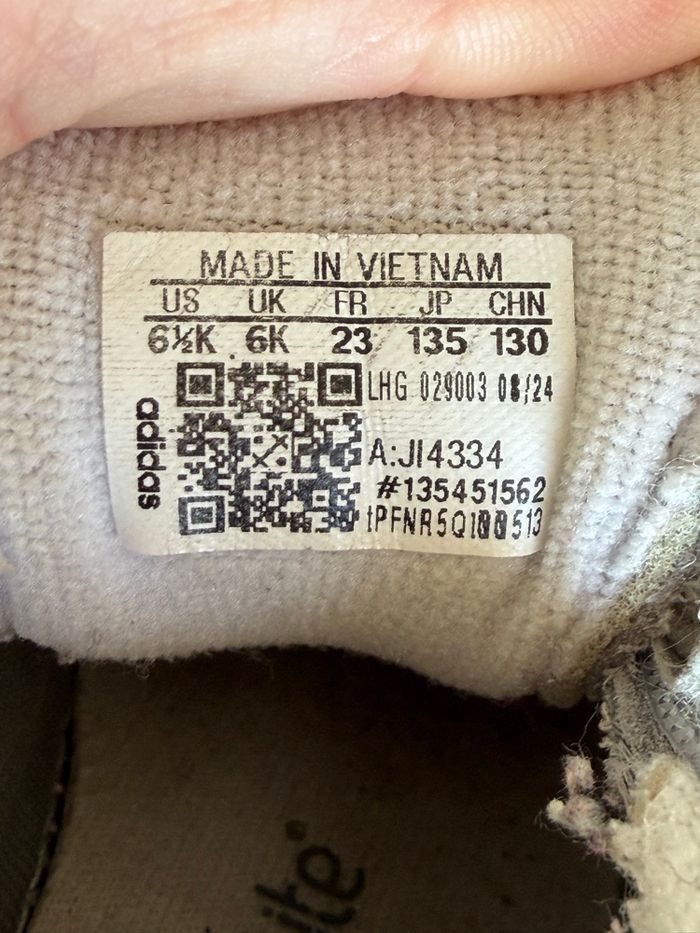 MADE IN VIETNAM
US UK FR JP CHN
6½K 6K 23 135 130
LHG 029003 08/24
adidas
A:JI4334
#135451562
ite